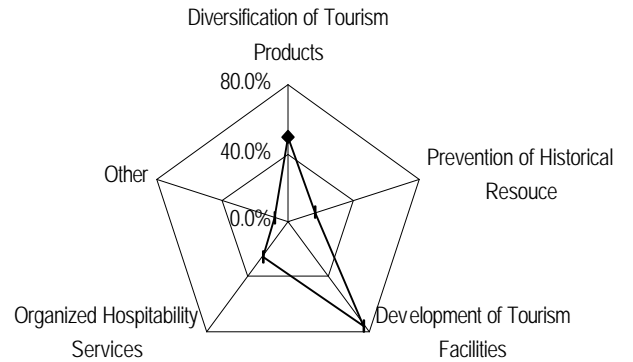 Diversification of Tourism
Products
80.0%
40.0%
0.0%
Prevention of Historical
Resouce
Development of Tourism
Facilities
Organized Hospitability
Services
Other